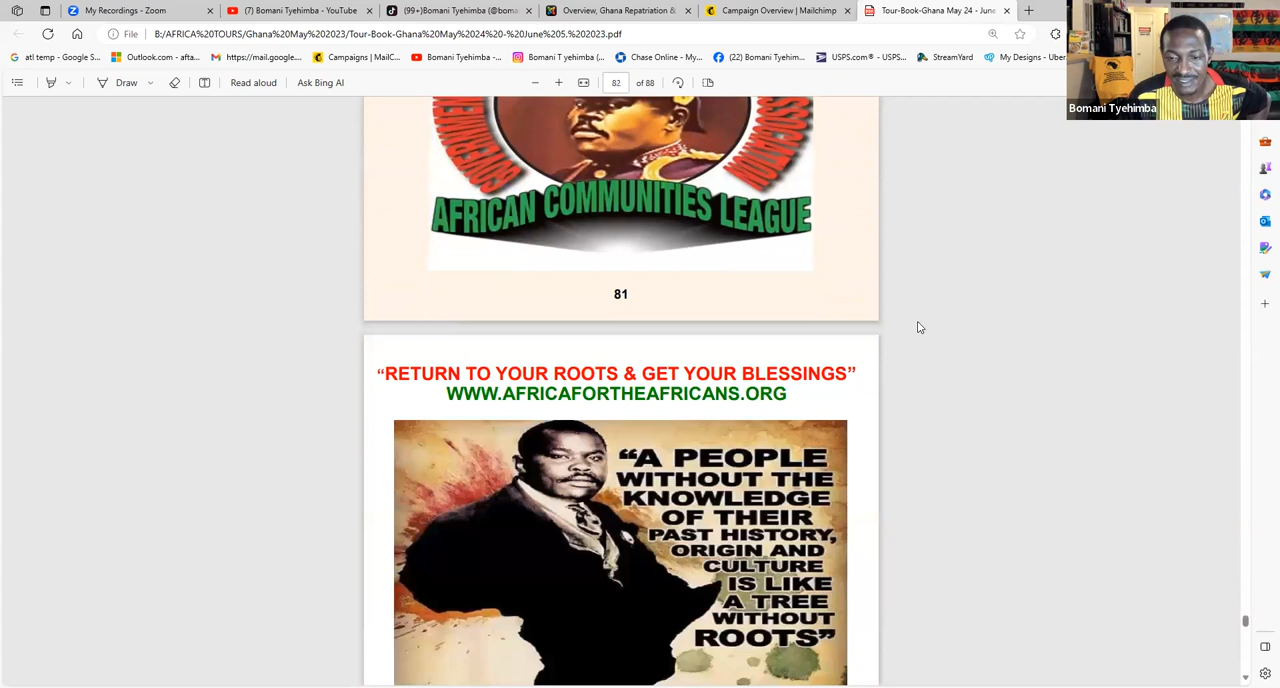 My Recordings - Zoom
(7) Bomani Tyehimba - YouTube
(99+)Bomani Tyehimba (@boma
Overview, Ghana Repatriation &
Campaign Overview | Mailchimp
Tour-Book-Ghana May 24 - June
File
B:/AFRICA%20TOURS/Ghana%20May%202023/Tour-Book-Ghana%20May%2024%20-%20June%205.%202023.pdf
atl temp - Google S...
Outlook.com - afta...
https://mail.google...
Campaigns | MailC...
Bomani Tyehimba -...
Bomani T yehimba (...
Chase Online - My...
(22) Bomani Tyehim...
USPS.com® - USPS...
StreamYard
My Designs - Uber
Draw
Read aloud
Ask Bing AI
82
of 88
Bomani Tyehimba
IMPROVEMENT
ASSOCIATION
AFRICAN COMMUNITIES LEAGUE
81
“RETURN TO YOUR ROOTS & GET YOUR BLESSINGS”
WWW.AFRICAFORTHEAFRICANS.ORG
“A PEOPLE
WITHOUT THE
KNOWLEDGE
OF THEIR
PAST HISTORY,
ORIGIN AND
CULTURE
IS LIKE
A TREE
WITHOUT
ROOTS”